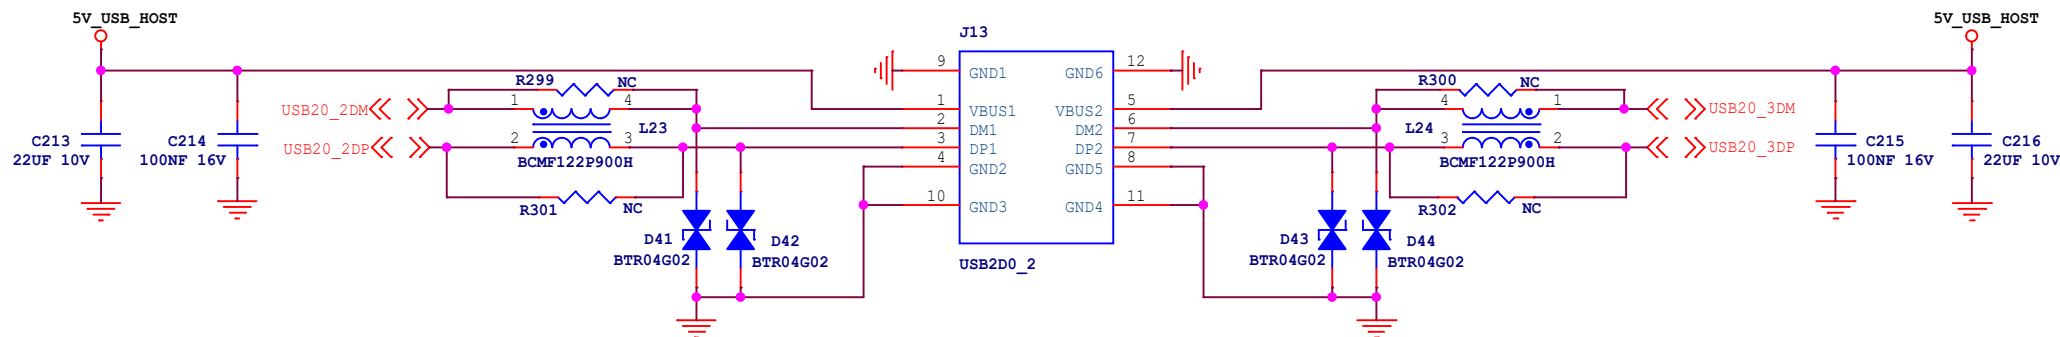 5V_USB_HOST
5V_USB_HOST
J13
9
GND1
GND6
12
R299
NC
R300
NC
USB20_2DM
1
4
1
VBUS1
VBUS2
5
4
1
USB20_3DM
C213
22UF 10V
C214
100NF 16V
L23
2
DM1
DM2
6
L24
C215
100NF 16V
C216
22UF 10V
USB20_2DP
2
3
3
DP1
DP2
7
3
2
USB20_3DP
BCMF122P900H
4
GND2
GND5
8
BCMF122P900H
R301
NC
10
GND3
GND4
11
R302
NC
D41
BTR04G02
D42
BTR04G02
D43
BTR04G02
D44
BTR04G02
USB2D0_2